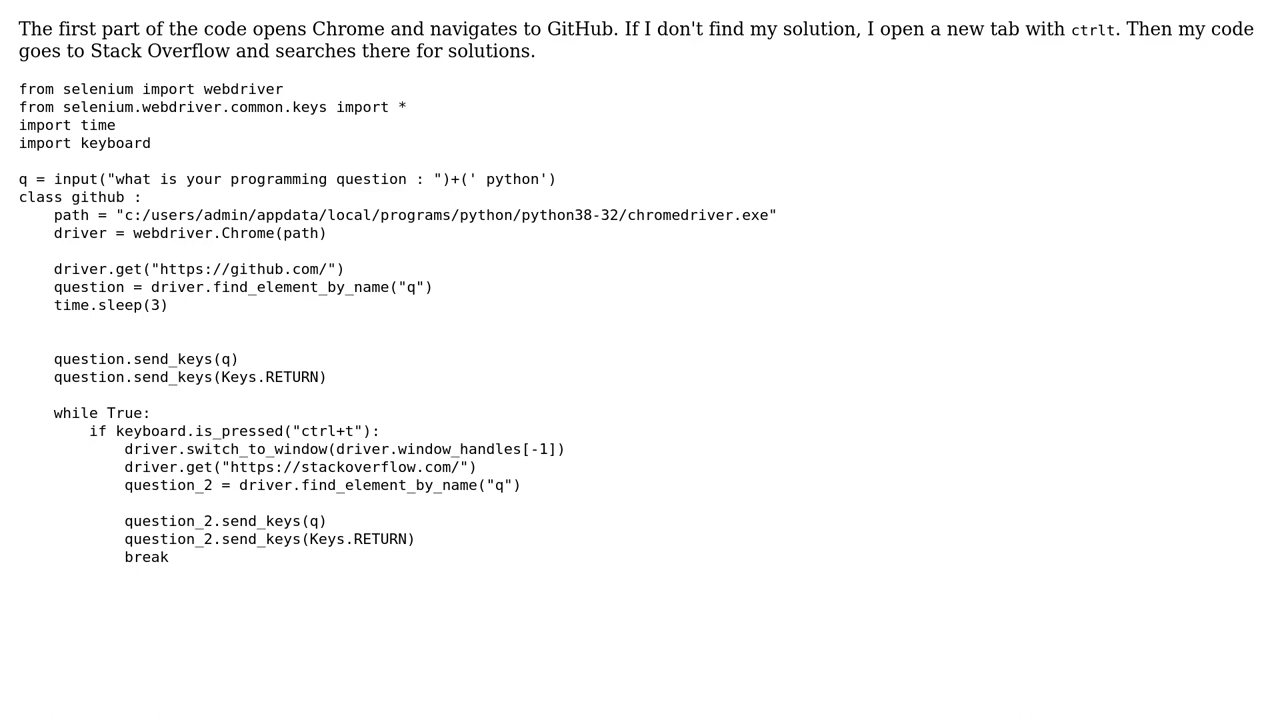 The first part of the code opens Chrome and navigates to GitHub. If I don't find my solution, I open a new tab with ctrlt. Then my code
goes to Stack Overflow and searches there for solutions.
from selenium import webdriver
from selenium.webdriver.common.keys import *
import time
import keyboard
q = input("what is your programming question : ")+(' python')
class github :
    path = "c:/users/admin/appdata/local/programs/python/python38-32/chromedriver.exe"
    driver = webdriver.Chrome(path)
    driver.get("https://github.com/")
    question = driver.find_element_by_name("q")
    time.sleep(3)
    question.send_keys(q)
    question.send_keys(Keys.RETURN)
    while True:
        if keyboard.is_pressed("ctrl+t"):
            driver.switch_to_window(driver.window_handles[-1])
            driver.get("https://stackoverflow.com/")
            question_2 = driver.find_element_by_name("q")
            question_2.send_keys(q)
            question_2.send_keys(Keys.RETURN)
            break